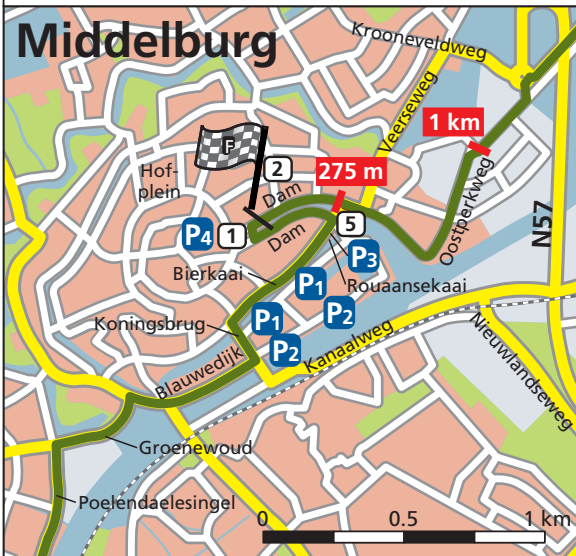 Middelburg
Krooneveldweg
Veerseweg
1 km
F
Hof-
plein
2
Dam
275 m
Oostperkweg
N57
P4
1
Dam
5
P3
Bierkaai
Rouaansekaai
P1
P2
Koningsbrug
P1
P2
Kanaalweg
Nieuwlandseweg
Blauwedijk
Groenewoud
Poelendaelesingel
0 0.5 1 km